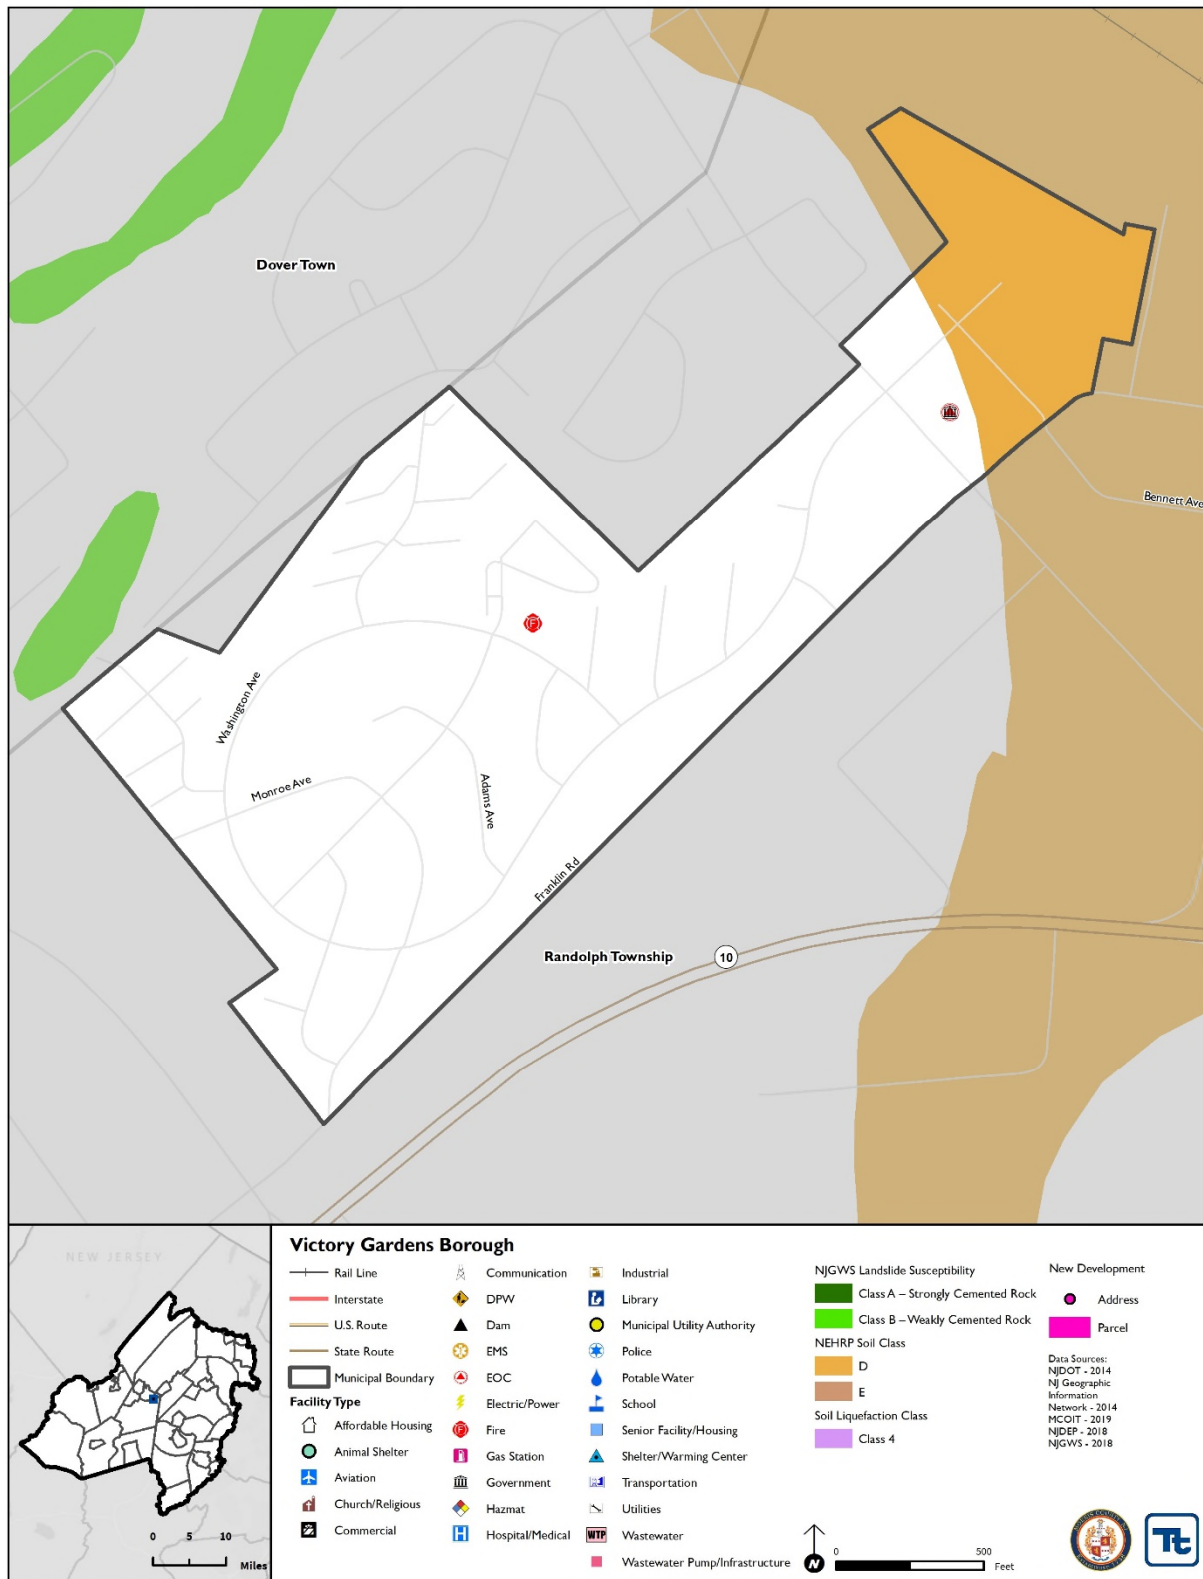 Dover Town
Bennett Ave
Washington Ave
Monroe Ave
Adams Ave
Franklin Rd
Randolph Township
10
F
NEW JERSEY
0 5 10
Miles
Victory Gardens Borough
Rail Line
Interstate
U.S. Route
State Route
Municipal Boundary
Facility Type
Affordable Housing
Animal Shelter
Aviation
Church/Religious
Commercial
Communication
DPW
Dam
EMS
EOC
Electric/Power
F Fire
Gas Station
Government
Hazmat
H Hospital/Medical
Industrial
Library
Municipal Utility Authority
Police
Potable Water
School
Senior Facility/Housing
Shelter/Warming Center
Transportation
Utilities
WTP Wastewater
Wastewater Pump/Infrastructure
NJGWS Landslide Susceptibility
Class A – Strongly Cemented Rock
Class B – Weakly Cemented Rock
NEHRP Soil Class
D
E
Soil Liquefaction Class
Class 4
New Development
Address
Parcel
Data Sources:
NJDOT - 2014
NJ Geographic
Information
Network - 2014
MCOIT - 2019
NJDEP - 2018
NJGWS - 2018
N
0 500
Feet
Tt